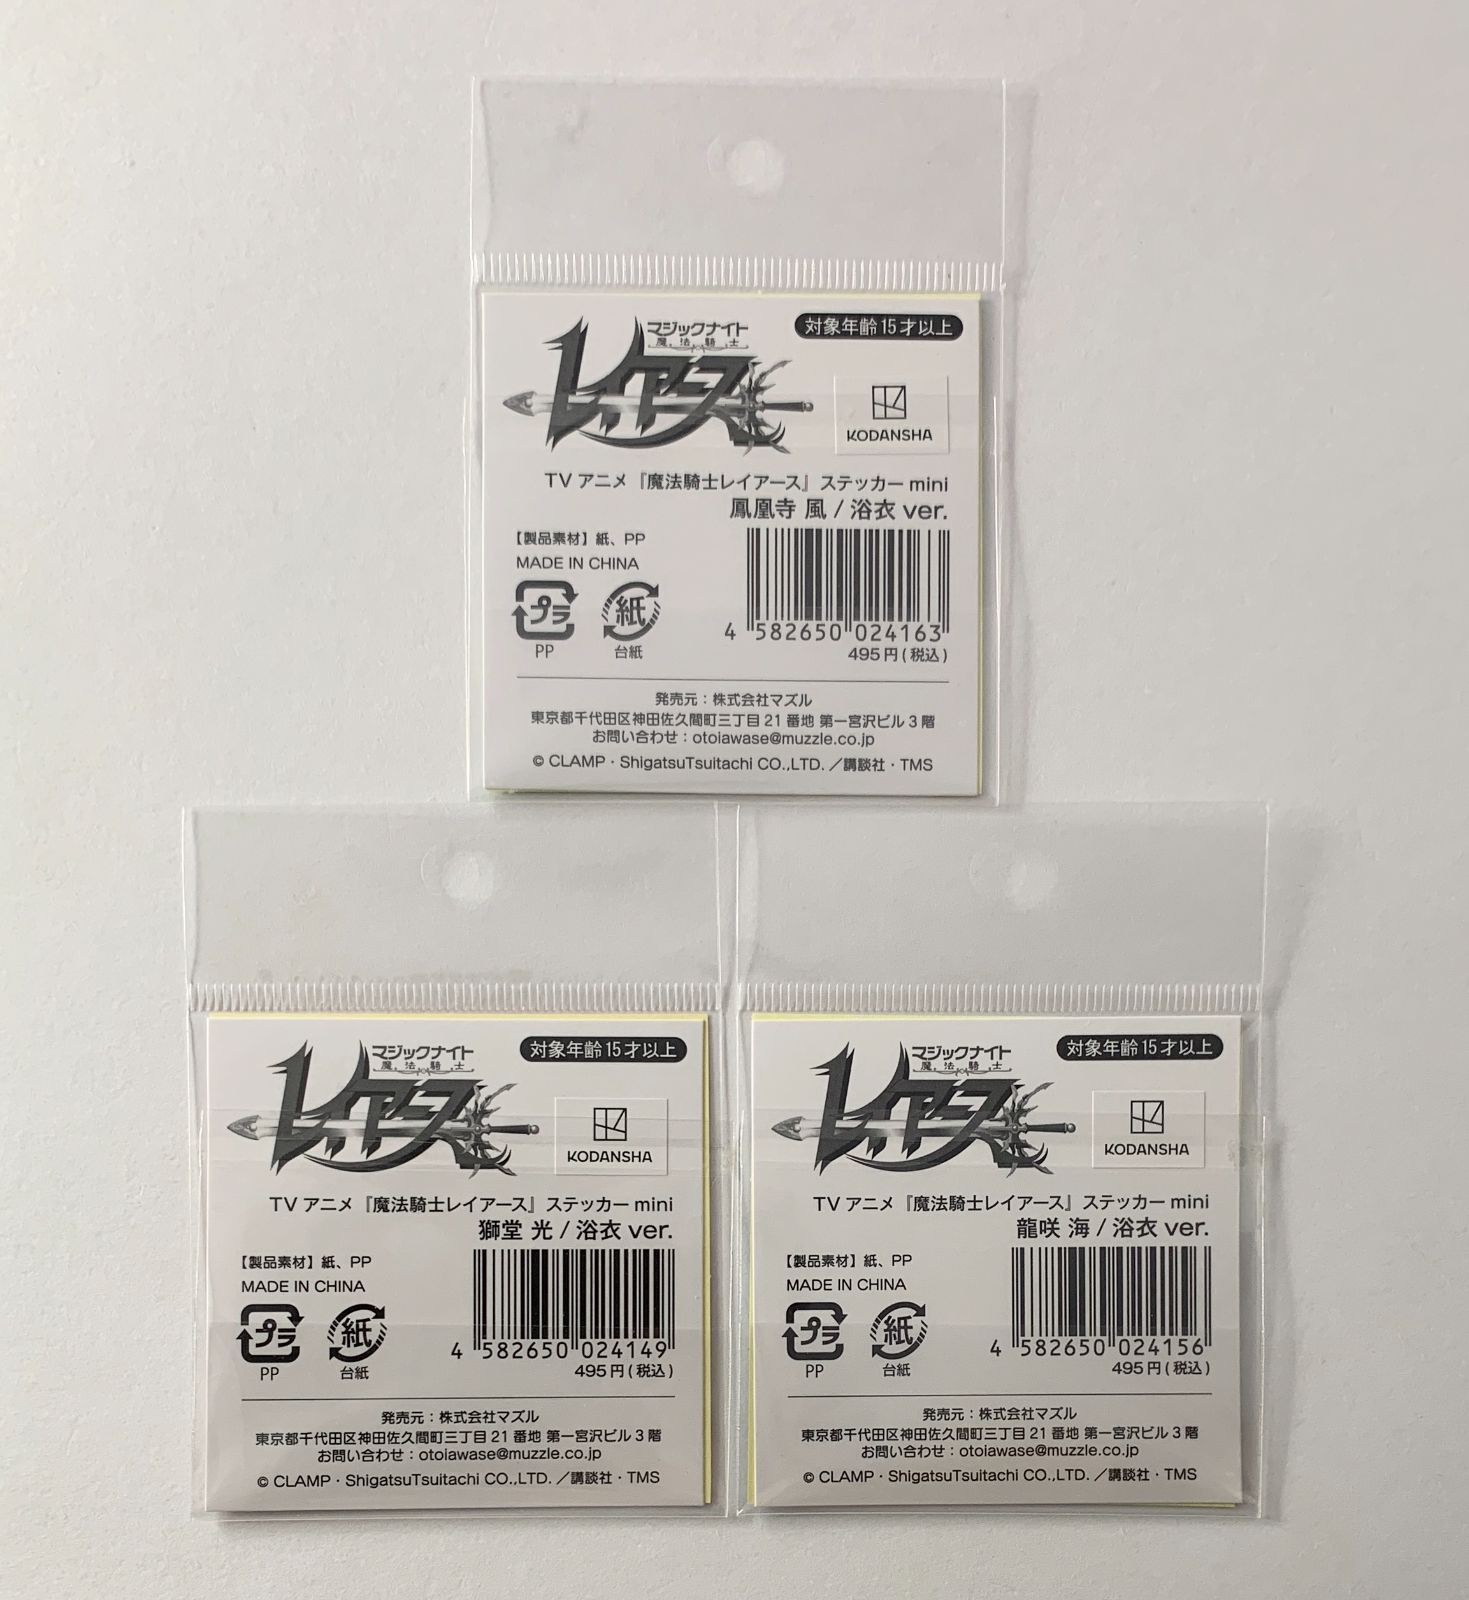 マジックナイト
魔法騎士
レイアース
対象年齢15才以上
KODANSHA
TVアニメ『魔法騎士レイアース』ステッカーmini
鳳凰寺 風/浴衣 ver.
【製品素材】紙、PP
MADE IN CHINA
プラ
紙
PP
台紙
4 582650 024163
495円(税込)
発売元:株式会社マズル
東京都千代田区神田佐久間町三丁目21番地 第一宮沢ビル3階
お問い合わせ:otoiawase@muzzle.co.jp
© CLAMP・ShigatsuTsuitachi CO.,LTD.／講談社・TMS
マジックナイト
魔法騎士
レイアース
対象年齢15才以上
KODANSHA
TVアニメ『魔法騎士レイアース』ステッカーmini
獅堂 光/浴衣 ver.
【製品素材】紙、PP
MADE IN CHINA
プラ
紙
PP
台紙
4 582650 024149
495円(税込)
発売元:株式会社マズル
東京都千代田区神田佐久間町三丁目21番地 第一宮沢ビル3階
お問い合わせ:otoiawase@muzzle.co.jp
© CLAMP・ShigatsuTsuitachi CO.,LTD.／講談社・TMS
マジックナイト
魔法騎士
レイアース
対象年齢15才以上
KODANSHA
TVアニメ『魔法騎士レイアース』ステッカーmini
龍咲 海/浴衣 ver.
【製品素材】紙、PP
MADE IN CHINA
プラ
紙
PP
台紙
4 582650 024156
495円(税込)
発売元:株式会社マズル
東京都千代田区神田佐久間町三丁目21番地 第一宮沢ビル3階
お問い合わせ:otoiawase@muzzle.co.jp
© CLAMP・ShigatsuTsuitachi CO.,LTD.／講談社・TMS